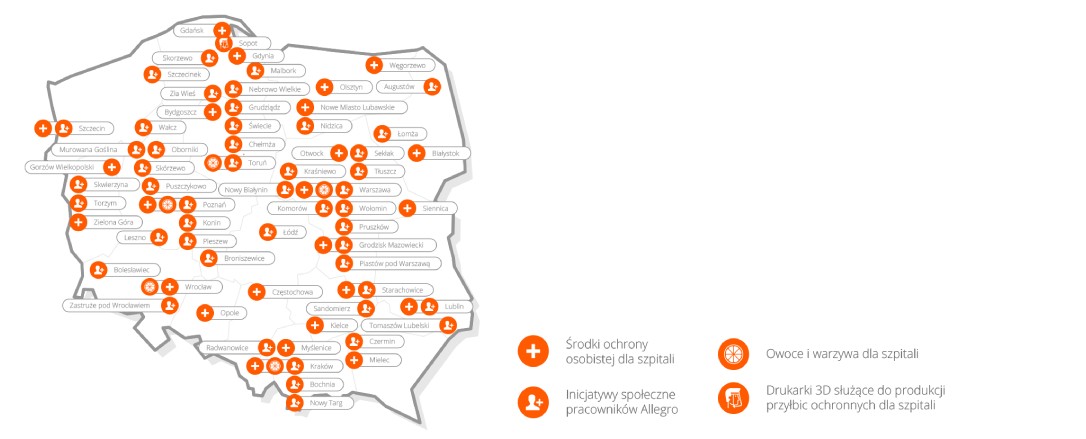 Gdańsk
Sopot
Skorzewo
Gdynia
Węgorzewo
Szczecinek
Malbork
Zła Wieś
Nebrowo Wielkie
Olsztyn
Augustów
Bydgoszcz
Grudziądz
Nowe Miasto Lubawskie
Szczecin
Wałcz
Świecie
Nidzica
Łomża
Chełmża
Murowana Goślina
Oborniki
Otwock
Sekłak
Białystok
Gorzów Wielkopolski
Skórzewo
Toruń
Kraśniewo
Tłuszcz
Skwierzyna
Puszczykowo
Nowy Białynin
Warszawa
Torzym
Poznań
Komorów
Wołomin
Siennica
Zielona Góra
Konin
Pruszków
Leszno
Pleszew
Łódź
Grodzisk Mazowiecki
Broniszewice
Piastów pod Warszawą
Bolesławiec
Wrocław
Częstochowa
Starachowice
Zastruże pod Wrocławiem
Opole
Sandomierz
Lublin
Kielce
Tomaszów Lubelski
Radwanowice
Myślenice
Czermin
Kraków
Mielec
Bochnia
Nowy Targ
Środki ochrony
osobistej dla szpitali
Inicjatywy społeczne
pracowników Allegro
Owoce i warzywa dla szpitali
Drukarki 3D służące do produkcji
przyłbic ochronnych dla szpitali